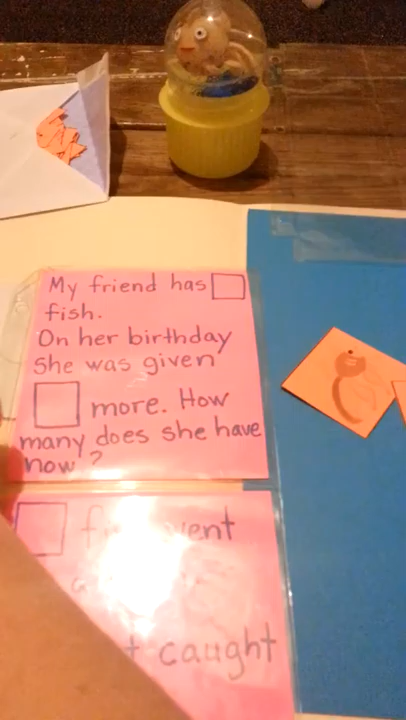 My friend has
fish.
On her birthday
She was given
more. How
many does she have
now?
caught